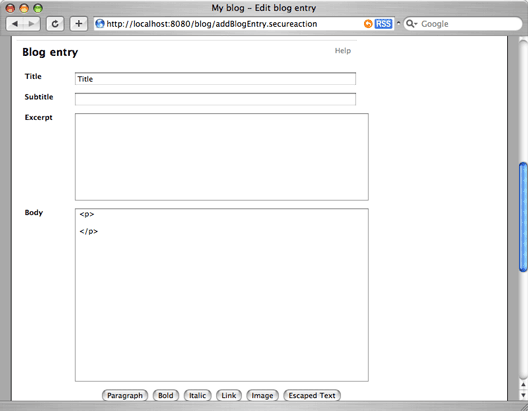 My blog - Edit blog entry
http://localhost:8080/blog/addBlogEntry.secureaction
RSS
Google
Blog entry
Help
Title
Title
Subtitle
Excerpt
Body
<p>
</p>
Paragraph Bold Italic Link Image Escaped Text